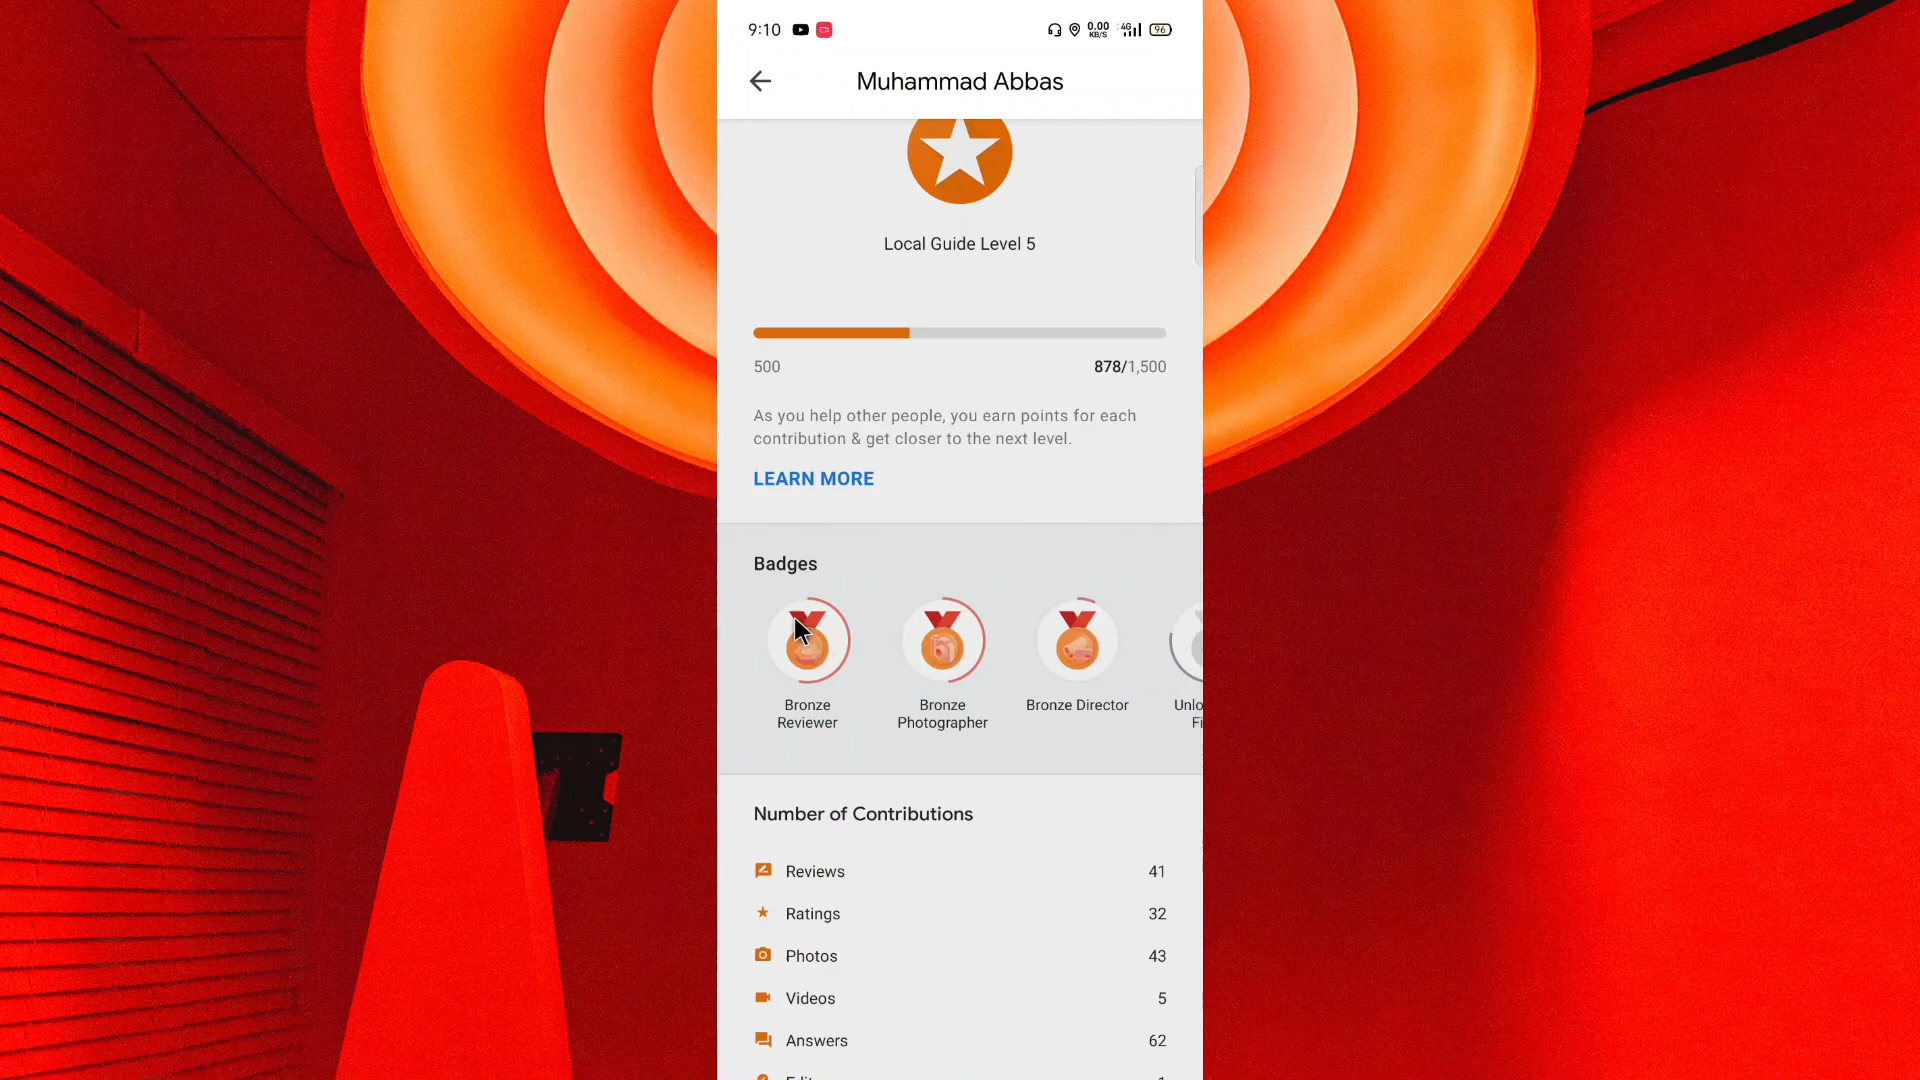 9:10
0.00
KB/S
4G
96
Muhammad Abbas
Local Guide Level 5
500
878/1,500
As you help other people, you earn points for each
contribution & get closer to the next level.
LEARN MORE
Badges
Bronze
Reviewer
Bronze
Photographer
Bronze Director
Unlo
Fi
Number of Contributions
Reviews 41
Ratings 32
Photos 43
Videos 5
Answers 62